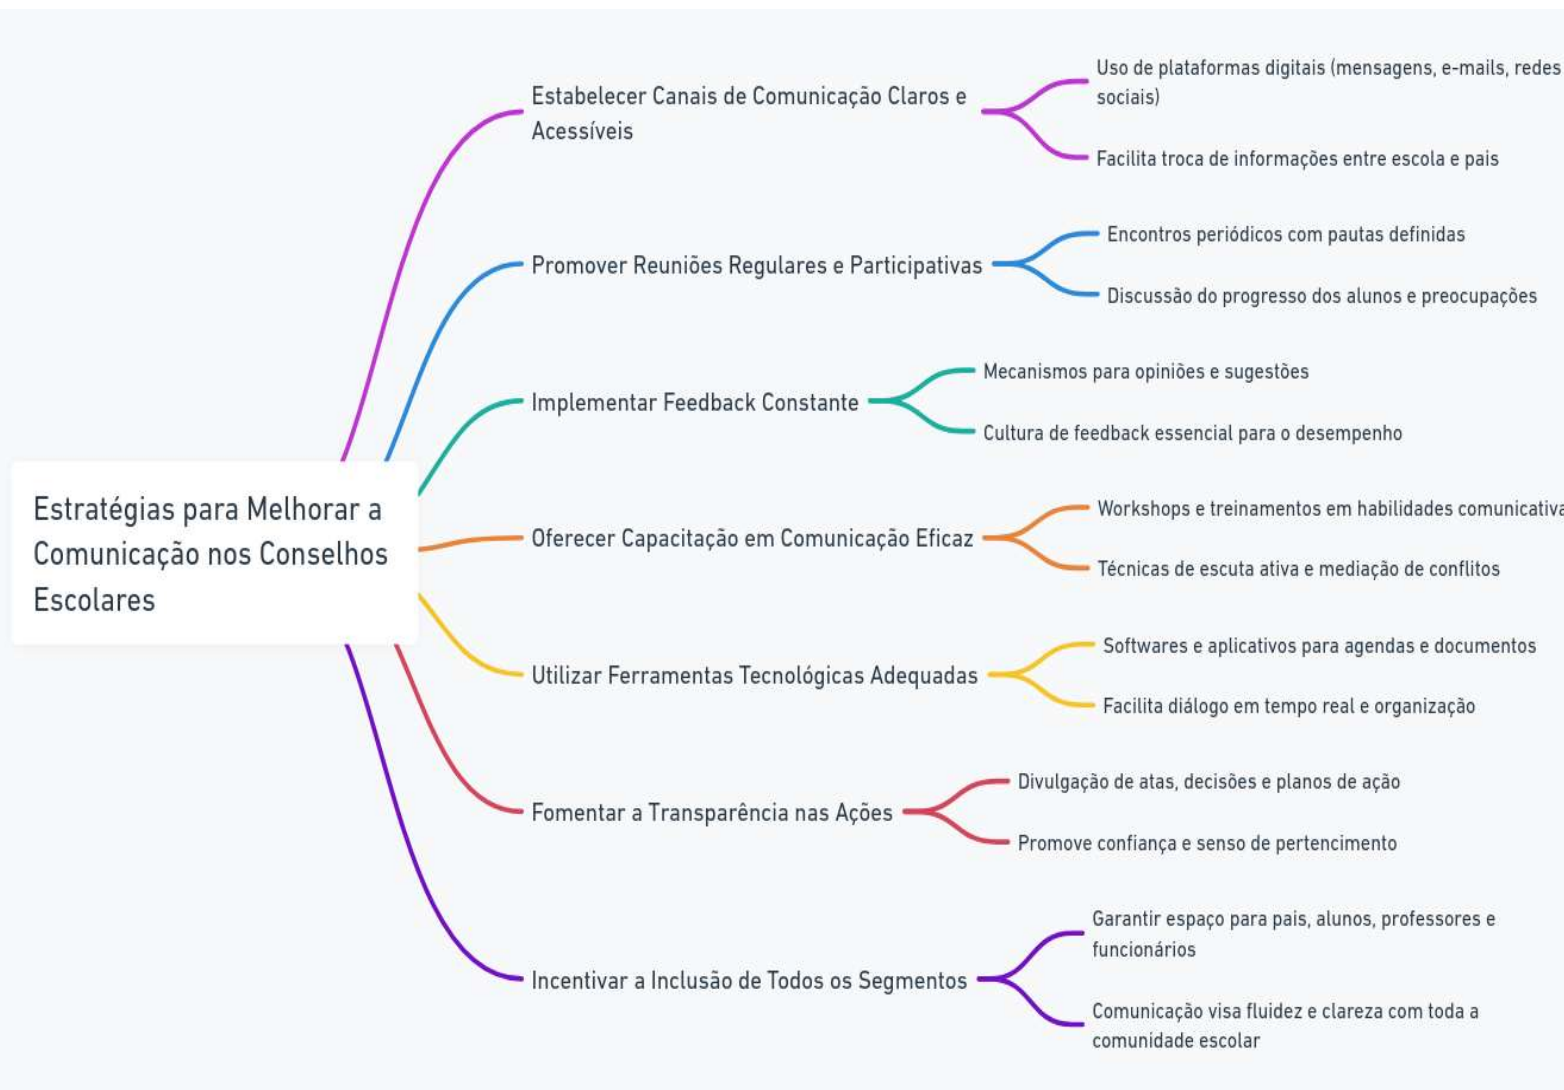 Estratégias para Melhorar a
Comunicação nos Conselhos
Escolares
Estabelecer Canais de Comunicação Claros e
Acessíveis
Uso de plataformas digitais (mensagens, e-mails, redes
sociais)
Facilita troca de informações entre escola e pais
Promover Reuniões Regulares e Participativas
Encontros periódicos com pautas definidas
Discussão do progresso dos alunos e preocupações
Implementar Feedback Constante
Mecanismos para opiniões e sugestões
Cultura de feedback essencial para o desempenho
Oferecer Capacitação em Comunicação Eficaz
Workshops e treinamentos em habilidades comunicativa
Técnicas de escuta ativa e mediação de conflitos
Utilizar Ferramentas Tecnológicas Adequadas
Softwares e aplicativos para agendas e documentos
Facilita diálogo em tempo real e organização
Fomentar a Transparência nas Ações
Divulgação de atas, decisões e planos de ação
Promove confiança e senso de pertencimento
Incentivar a Inclusão de Todos os Segmentos
Garantir espaço para pais, alunos, professores e
funcionários
Comunicação visa fluidez e clareza com toda a
comunidade escolar